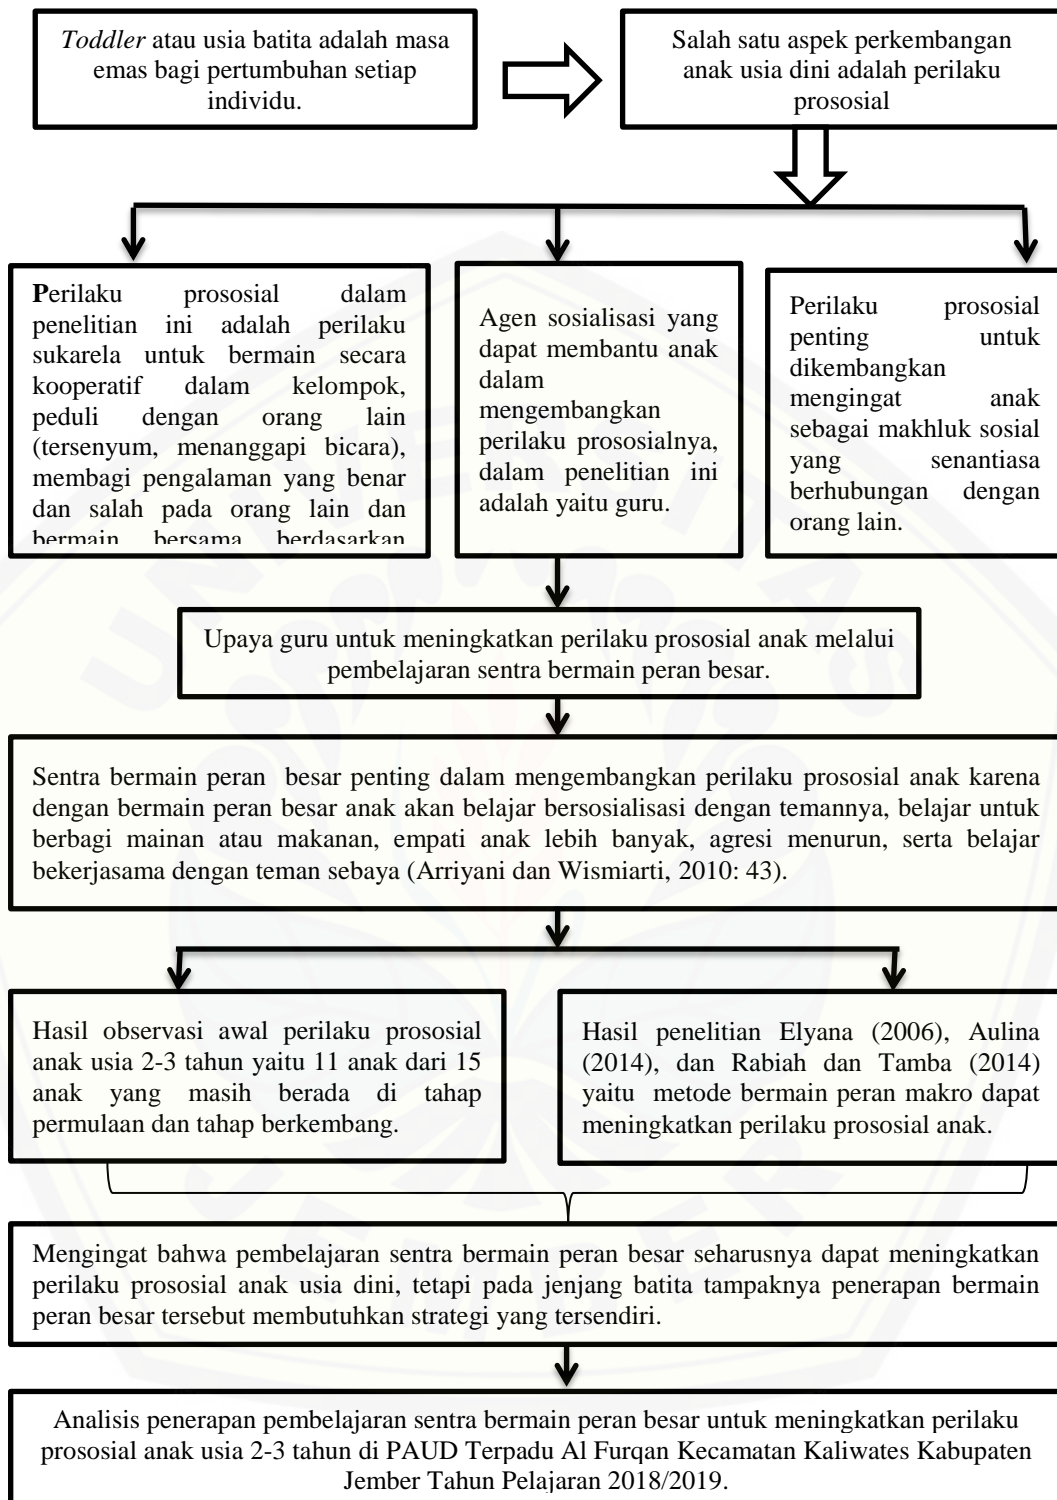 Toddler atau usia batita adalah masa
emas bagi pertumbuhan setiap
individu.
Salah satu aspek perkembangan
anak usia dini adalah perilaku
prososial
Perilaku prososial dalam
penelitian ini adalah perilaku
sukarela untuk bermain secara
kooperatif dalam kelompok,
peduli dengan orang lain
(tersenyum, menanggapi bicara),
membagi pengalaman yang benar
dan salah pada orang lain dan
bermain bersama berdasarkan
Agen sosialisasi yang
dapat membantu anak
dalam
mengembangkan
perilaku prososialnya,
dalam penelitian ini
adalah yaitu guru.
Perilaku prososial
penting untuk
dikembangkan
mengingat anak
sebagai makhluk sosial
yang senantiasa
berhubungan dengan
orang lain.
Upaya guru untuk meningkatkan perilaku prososial anak melalui
pembelajaran sentra bermain peran besar.
Sentra bermain peran besar penting dalam mengembangkan perilaku prososial anak karena
dengan bermain peran besar anak akan belajar bersosialisasi dengan temannya, belajar untuk
berbagi mainan atau makanan, empati anak lebih banyak, agresi menurun, serta belajar
bekerjasama dengan teman sebaya (Arriyani dan Wismiarti, 2010: 43).
Hasil observasi awal perilaku prososial
anak usia 2-3 tahun yaitu 11 anak dari 15
anak yang masih berada di tahap
permulaan dan tahap berkembang.
Hasil penelitian Elyana (2006), Aulina
(2014), dan Rabiah dan Tamba (2014)
yaitu metode bermain peran makro dapat
meningkatkan perilaku prososial anak.
Mengingat bahwa pembelajaran sentra bermain peran besar seharusnya dapat meningkatkan
perilaku prososial anak usia dini, tetapi pada jenjang batita tampaknya penerapan bermain
peran besar tersebut membutuhkan strategi yang tersendiri.
Analisis penerapan pembelajaran sentra bermain peran besar untuk meningkatkan perilaku
prososial anak usia 2-3 tahun di PAUD Terpadu Al Furqan Kecamatan Kaliwates Kabupaten
Jember Tahun Pelajaran 2018/2019.
UNIVERSITAS
JEMBER